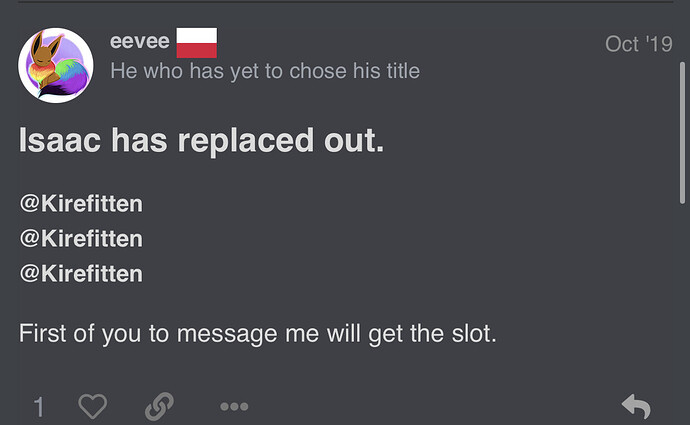 eevee
Oct '19
He who has yet to chose his title
Isaac has replaced out.
@Kirefitten
@Kirefitten
@Kirefitten
First of you to message me will get the slot.
1